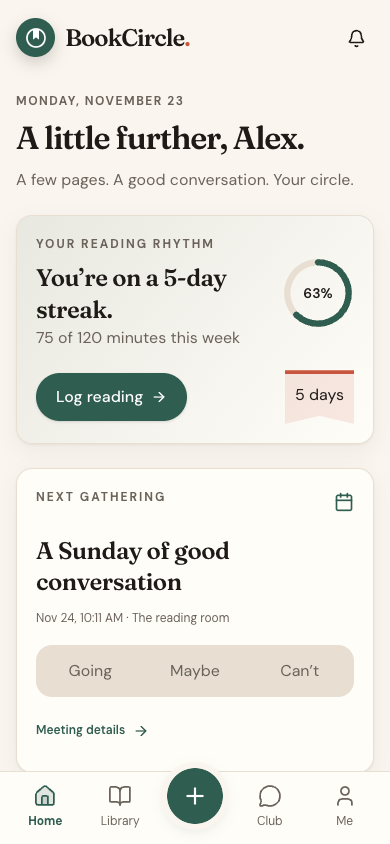 BookCircle.
MONDAY, NOVEMBER 23
A little further, Alex.
A few pages. A good conversation. Your circle.
YOUR READING RHYTHM
You’re on a 5-day
streak.
75 of 120 minutes this week
63%
Log reading →
5 days
NEXT GATHERING
A Sunday of good
conversation
Nov 24, 10:11 AM · The reading room
Going Maybe Can’t
Meeting details →
Home Library Club Me